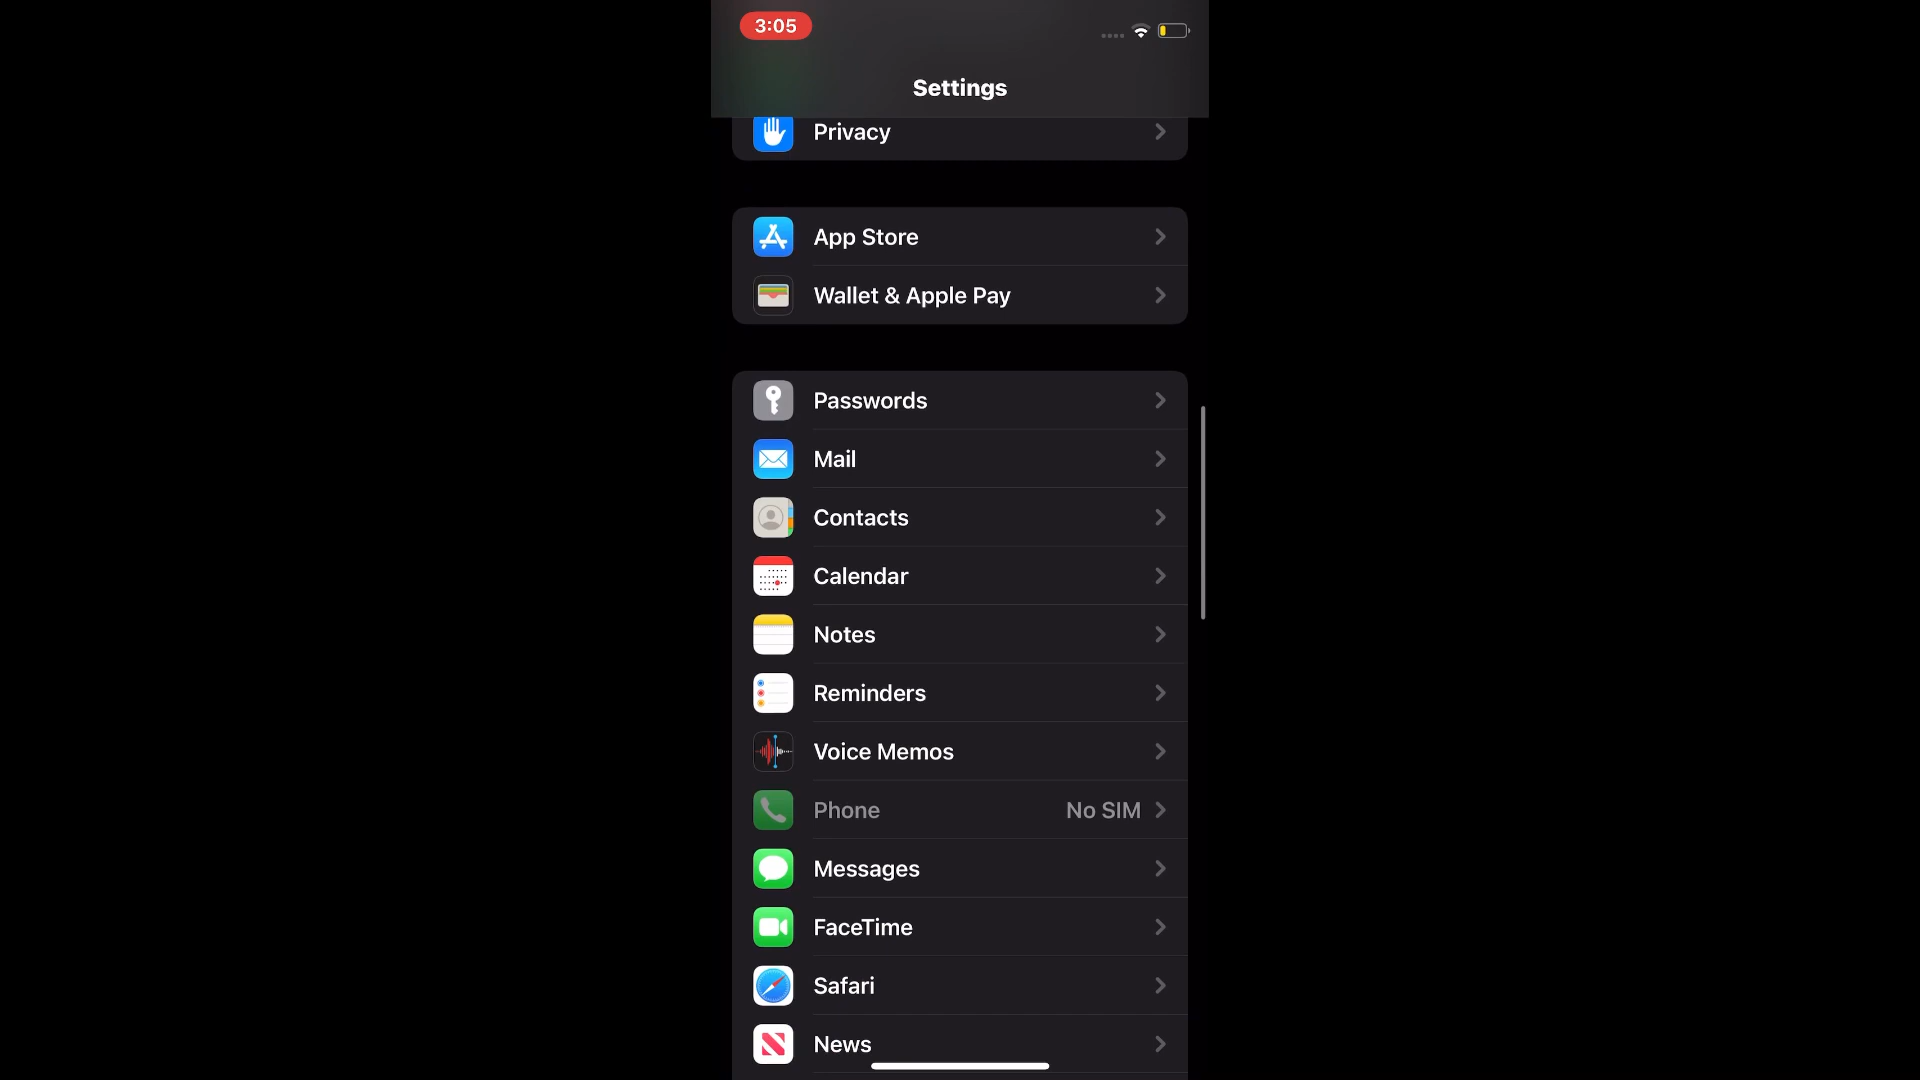 3:05
Settings
Privacy
App Store
Wallet & Apple Pay
Passwords
Mail
Contacts
Calendar
Notes
Reminders
Voice Memos
Phone No SIM
Messages
FaceTime
Safari
News